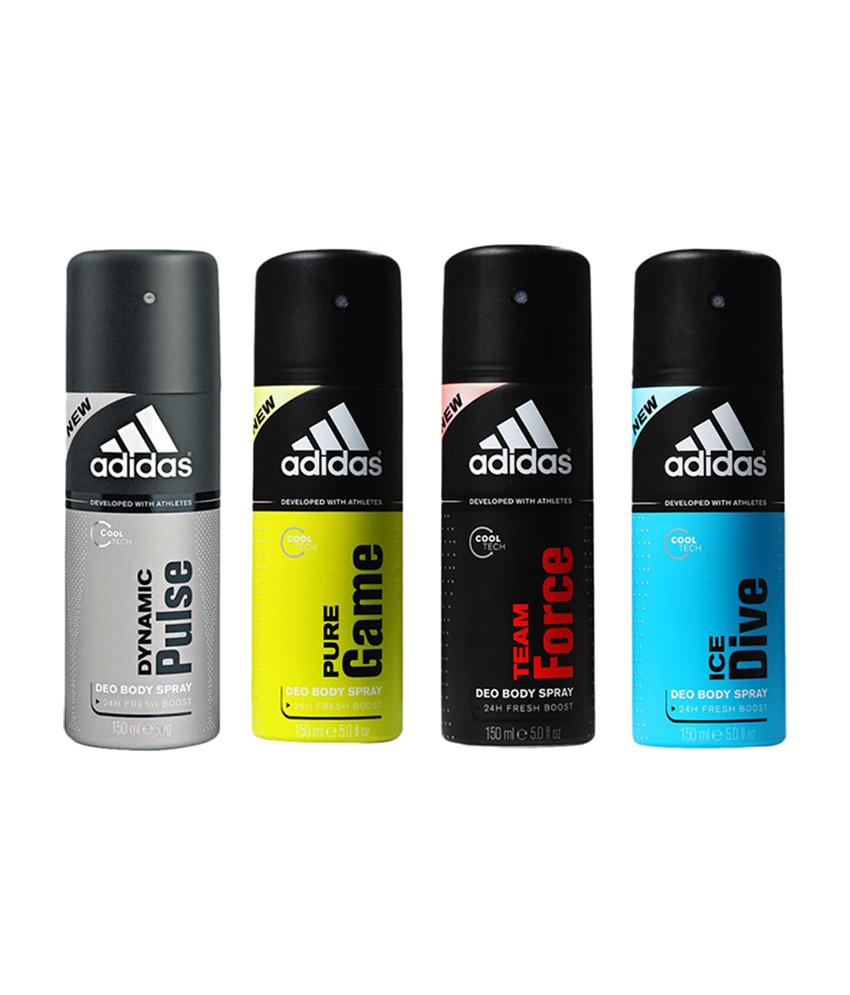 NEW
adidas
DEVELOPED WITH ATHLETES
COOL
TECH
DYNAMIC
Pulse
DEO BODY SPRAY
24H FRESH BOOST
150 ml e 50g
NEW
adidas
DEVELOPED WITH ATHLETES
COOL
TECH
PURE
Game
DEO BODY SPRAY
24H FRESH BOOST
150 ml e 5.0 fl oz
NEW
adidas
DEVELOPED WITH ATHLETES
COOL
TECH
TEAM
Force
DEO BODY SPRAY
24H FRESH BOOST
150 ml e 5.0 fl oz
NEW
adidas
DEVELOPED WITH ATHLETES
COOL
TECH
ICE
Dive
DEO BODY SPRAY
24H FRESH BOOST
150 ml e 5.0 fl oz